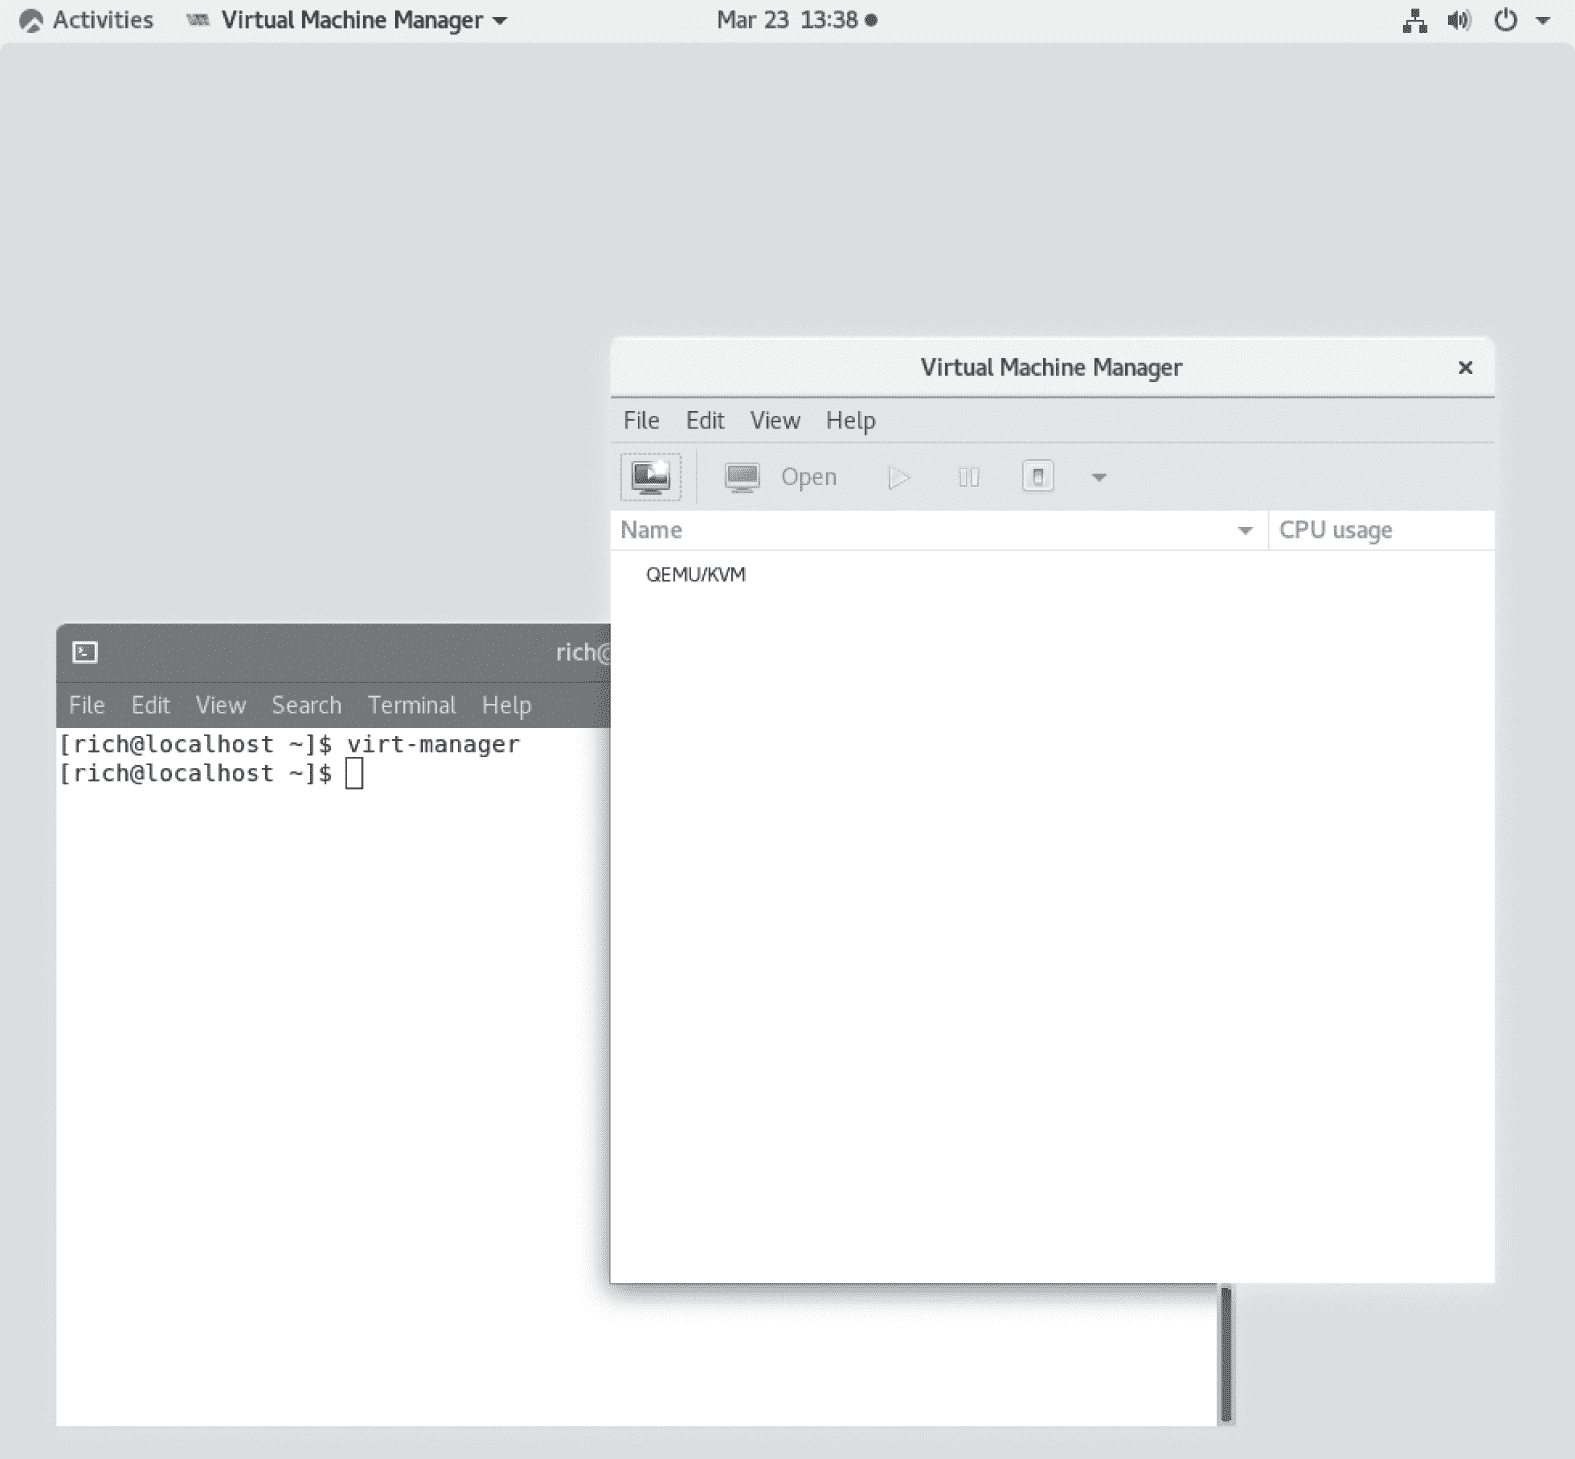 Activities Virtual Machine Manager Mar 23 13:38
Virtual Machine Manager
File Edit View Help
Open
Name CPU usage
QEMU/KVM
rich@
File Edit View Search Terminal Help
[rich@localhost ~]$ virt-manager
[rich@localhost ~]$